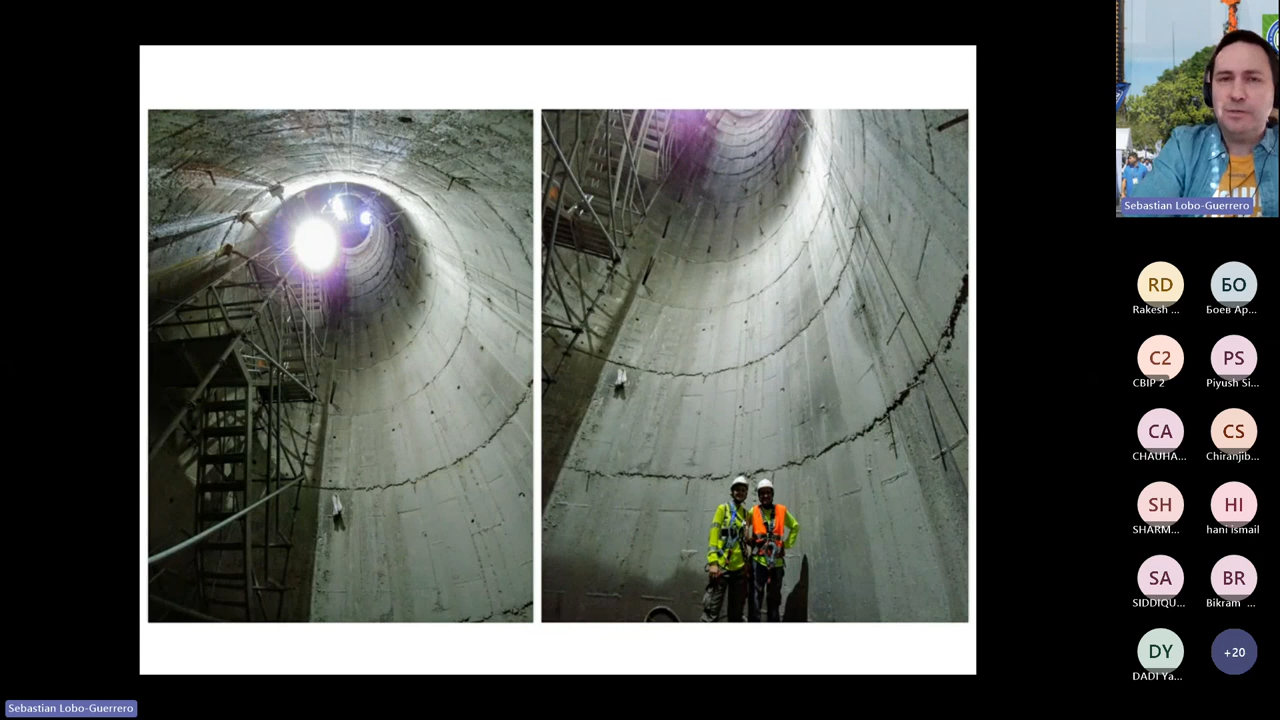 Sebastian Lobo-Guerrero
RD
Rakesh ...
БО
Боев Ар...
C2
CBIP 2
PS
Piyush Si...
CA
CHAUHA...
CS
Chiranjib...
SH
SHARM...
HI
hani ismail
SA
SIDDIQU...
BR
Bikram ...
DY
DADI Ya...
+20
Sebastian Lobo-Guerrero